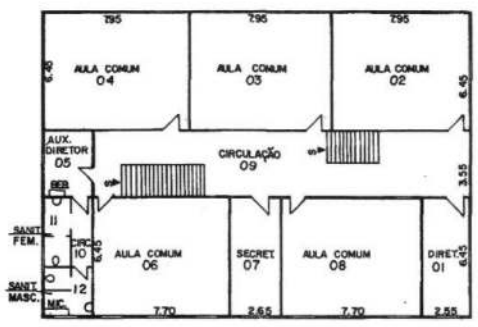 7.95 7.95 7.95
6.45
AULA COMUM
04
AULA COMUM
03
AULA COMUM
02
6.45
AUX.
DIRETOR
05
CIRCULAÇÃO
09
S
S
3.55
BEB.
11
SANIT.
FEM.
CIRC.
10
6.45
AULA COMUM
06
SECRET.
07
AULA COMUM
08
DIRET.
01
6.45
SANIT.
MASC.
12
MIC.
7.70 2.65 7.70 2.55